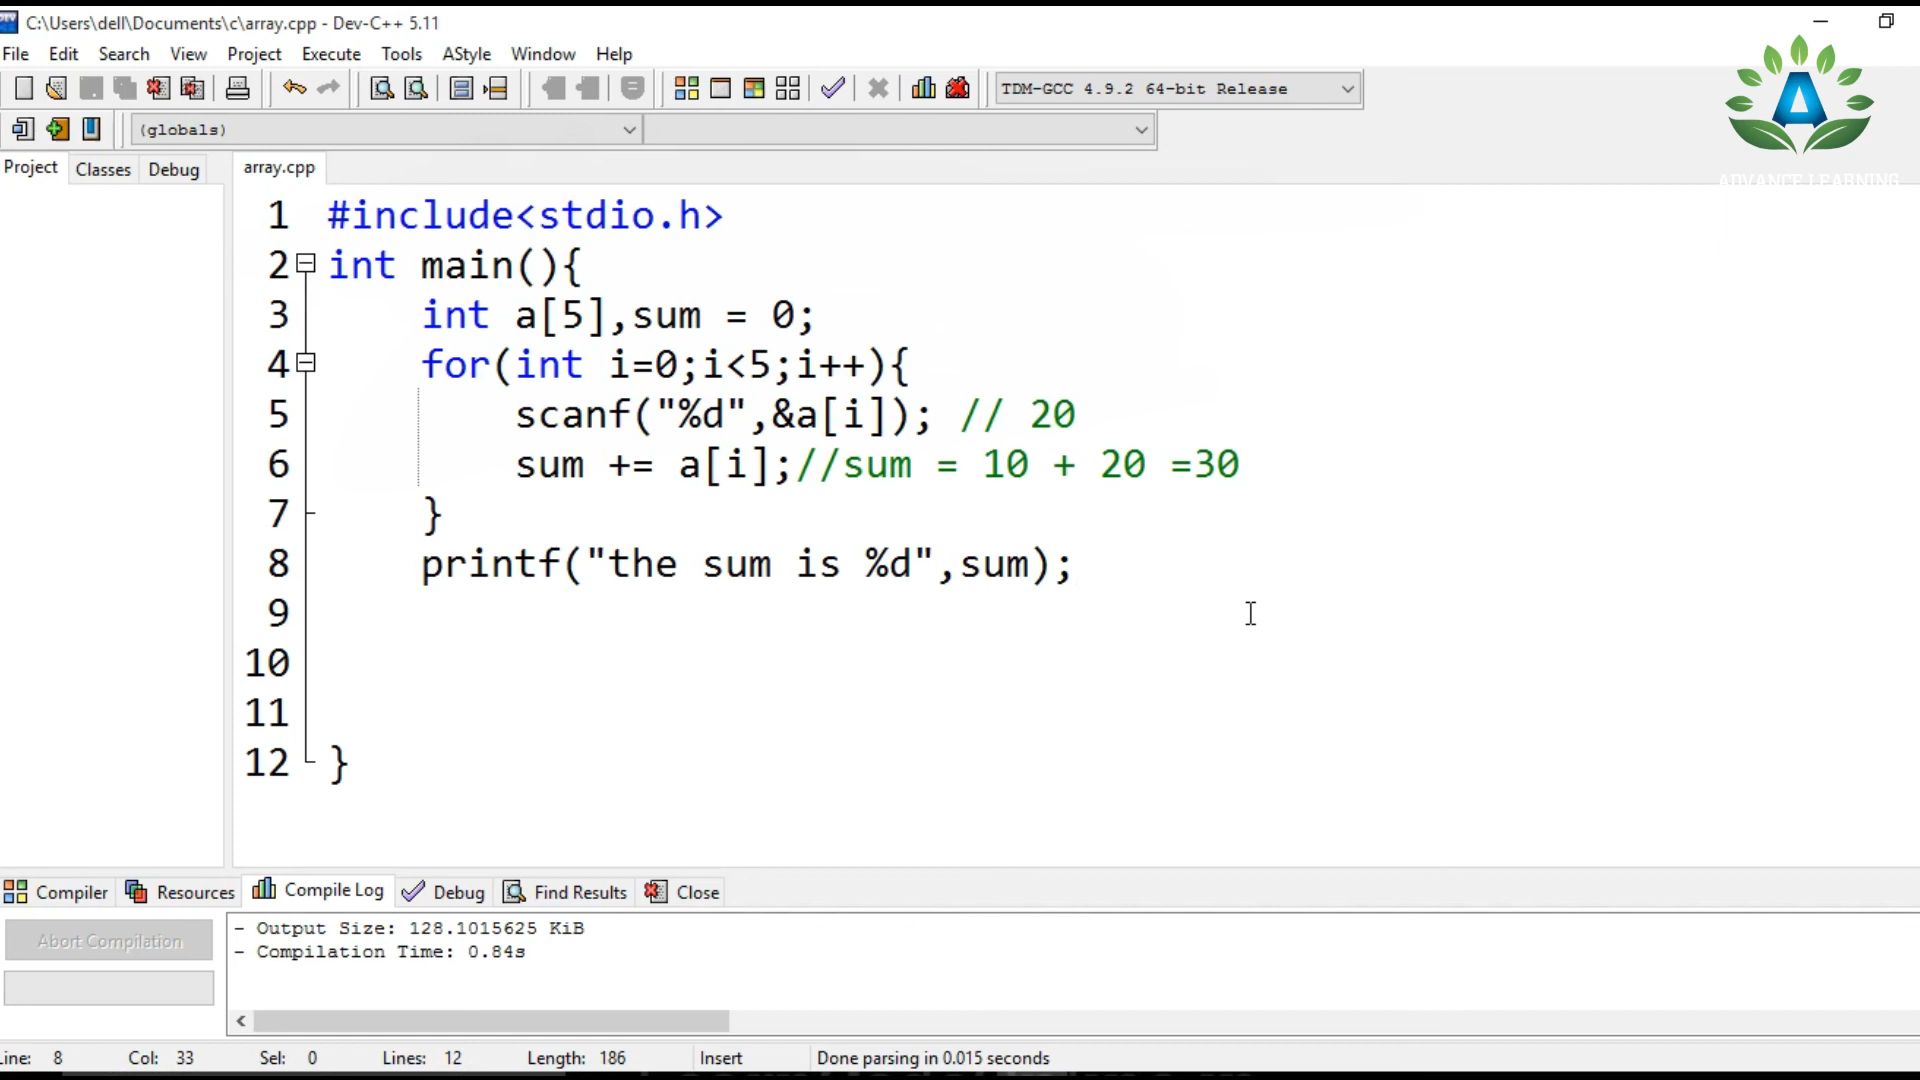 C:\Users\dell\Documents\c\array.cpp - Dev-C++ 5.11
File Edit Search View Project Execute Tools AStyle Window Help
TDM-GCC 4.9.2 64-bit Release
(globals)
ADVANCE LEARNING
Project Classes Debug array.cpp
1 #include<stdio.h>
2 int main(){
3 int a[5],sum = 0;
4 for(int i=0;i<5;i++){
5 scanf("%d",&a[i]); // 20
6 sum += a[i];//sum = 10 + 20 =30
7 }
8 printf("the sum is %d",sum);
9
10
11
12 }
Compiler Resources Compile Log Debug Find Results Close
Abort Compilation
- Output Size: 128.1015625 KiB
- Compilation Time: 0.84s
Line: 8 Col: 33 Sel: 0 Lines: 12 Length: 186 Insert Done parsing in 0.015 seconds